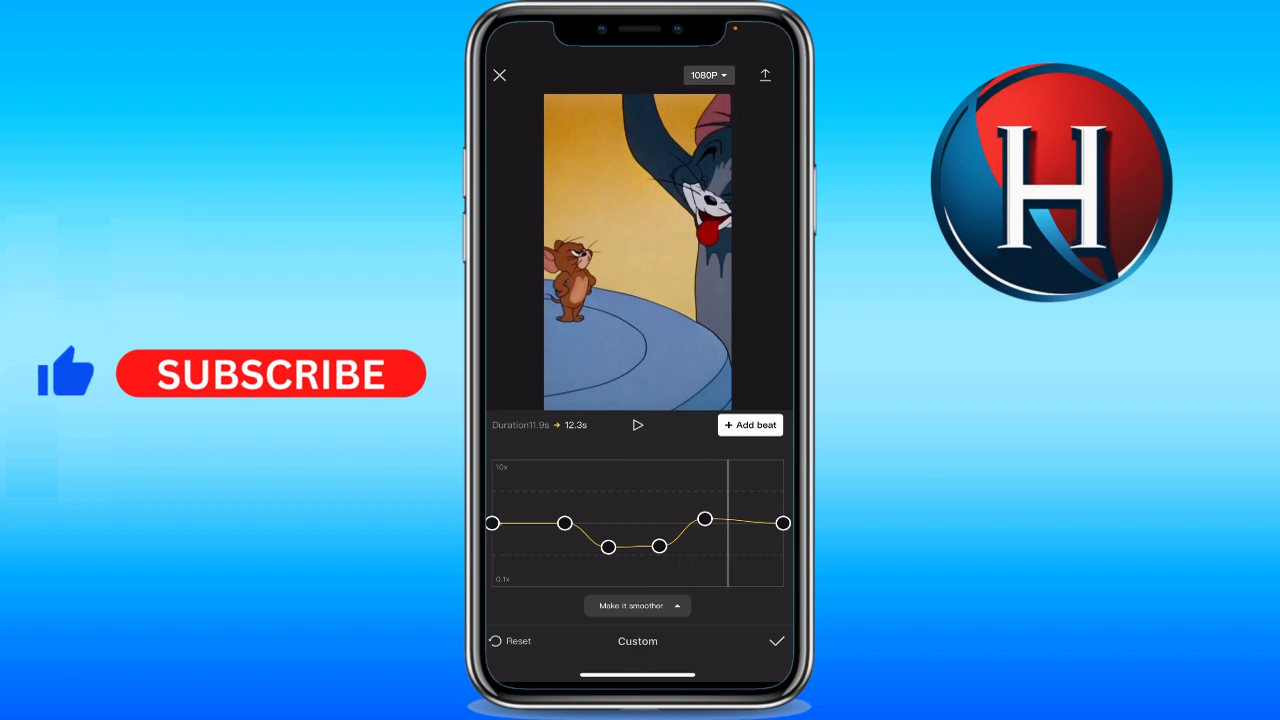 1080P
H
SUBSCRIBE
Duration11.9s → 12.3s
+ Add beat
10x
0.1x
Make it smoother
Reset
Custom